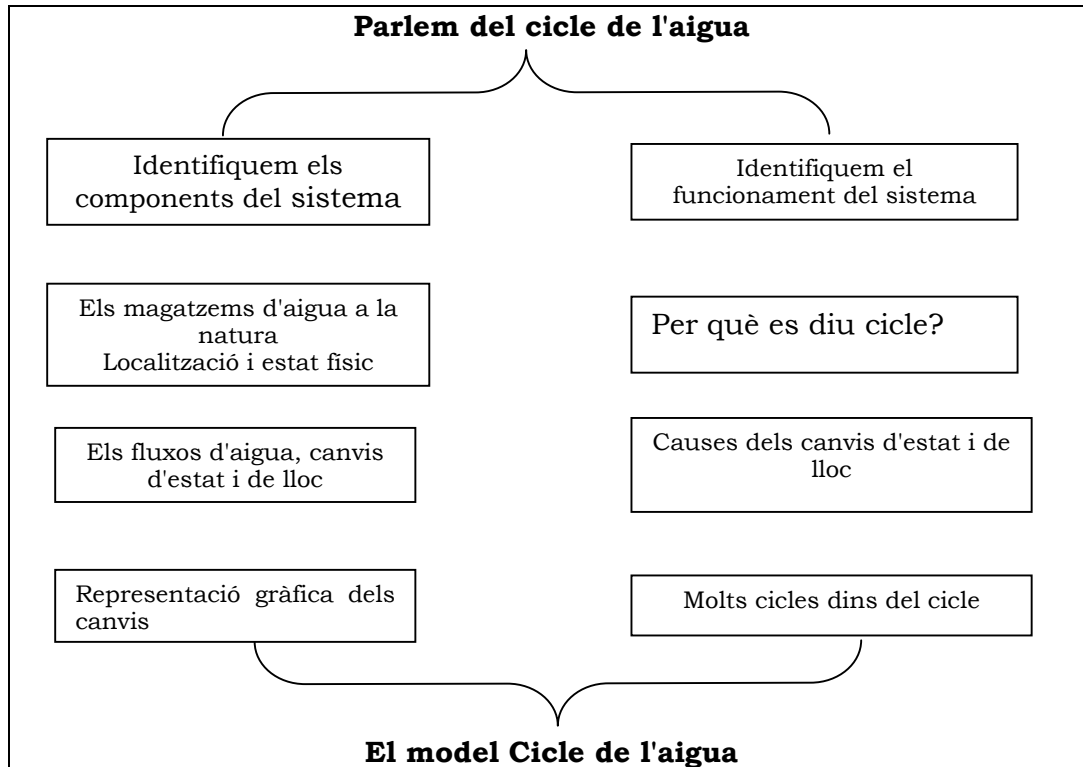 Parlem del cicle de l'aigua
Identifiquem els
components del sistema
Identifiquem el
funcionament del sistema
Els magatzems d'aigua a la
natura
Localització i estat físic
Per què es diu cicle?
Els fluxos d'aigua, canvis
d'estat i de lloc
Causes dels canvis d'estat i de
lloc
Representació gràfica dels
canvis
Molts cicles dins del cicle
El model Cicle de l'aigua